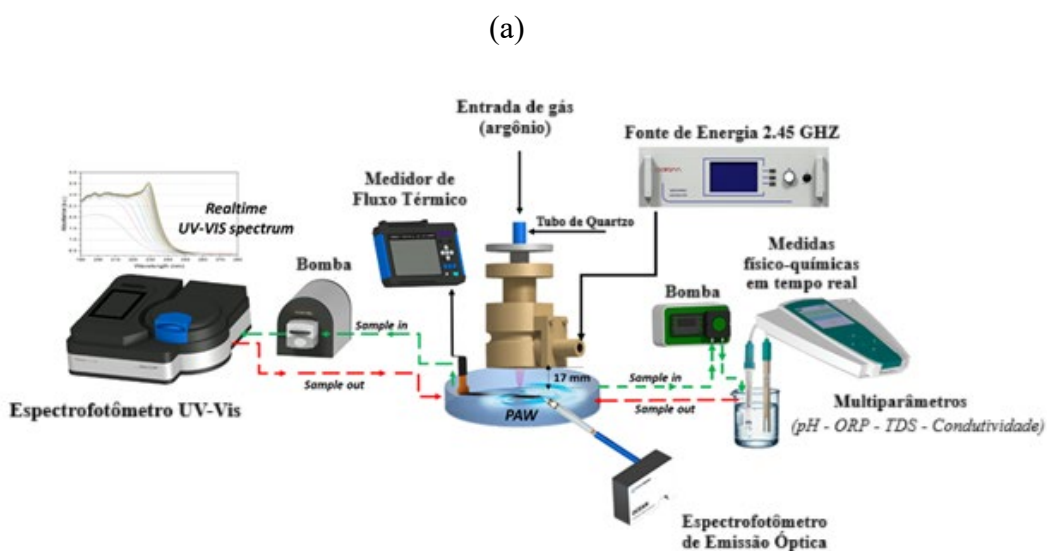 (a)
Entrada de gás
(argônio)
Fonte de Energia 2.45 GHZ
Medidor de
Fluxo Térmico
Tubo de Quartzo
Realtime
UV-VIS spectrum
Bomba
Medidas
físico-químicas
em tempo real
Bomba
Sample in
Sample out
17 mm
Sample in
Sample out
PAW
Espectrofotômetro UV-Vis
Multiparâmetros
(pH - ORP - TDS - Condutividade)
Espectrofotômetro
de Emissão Óptica